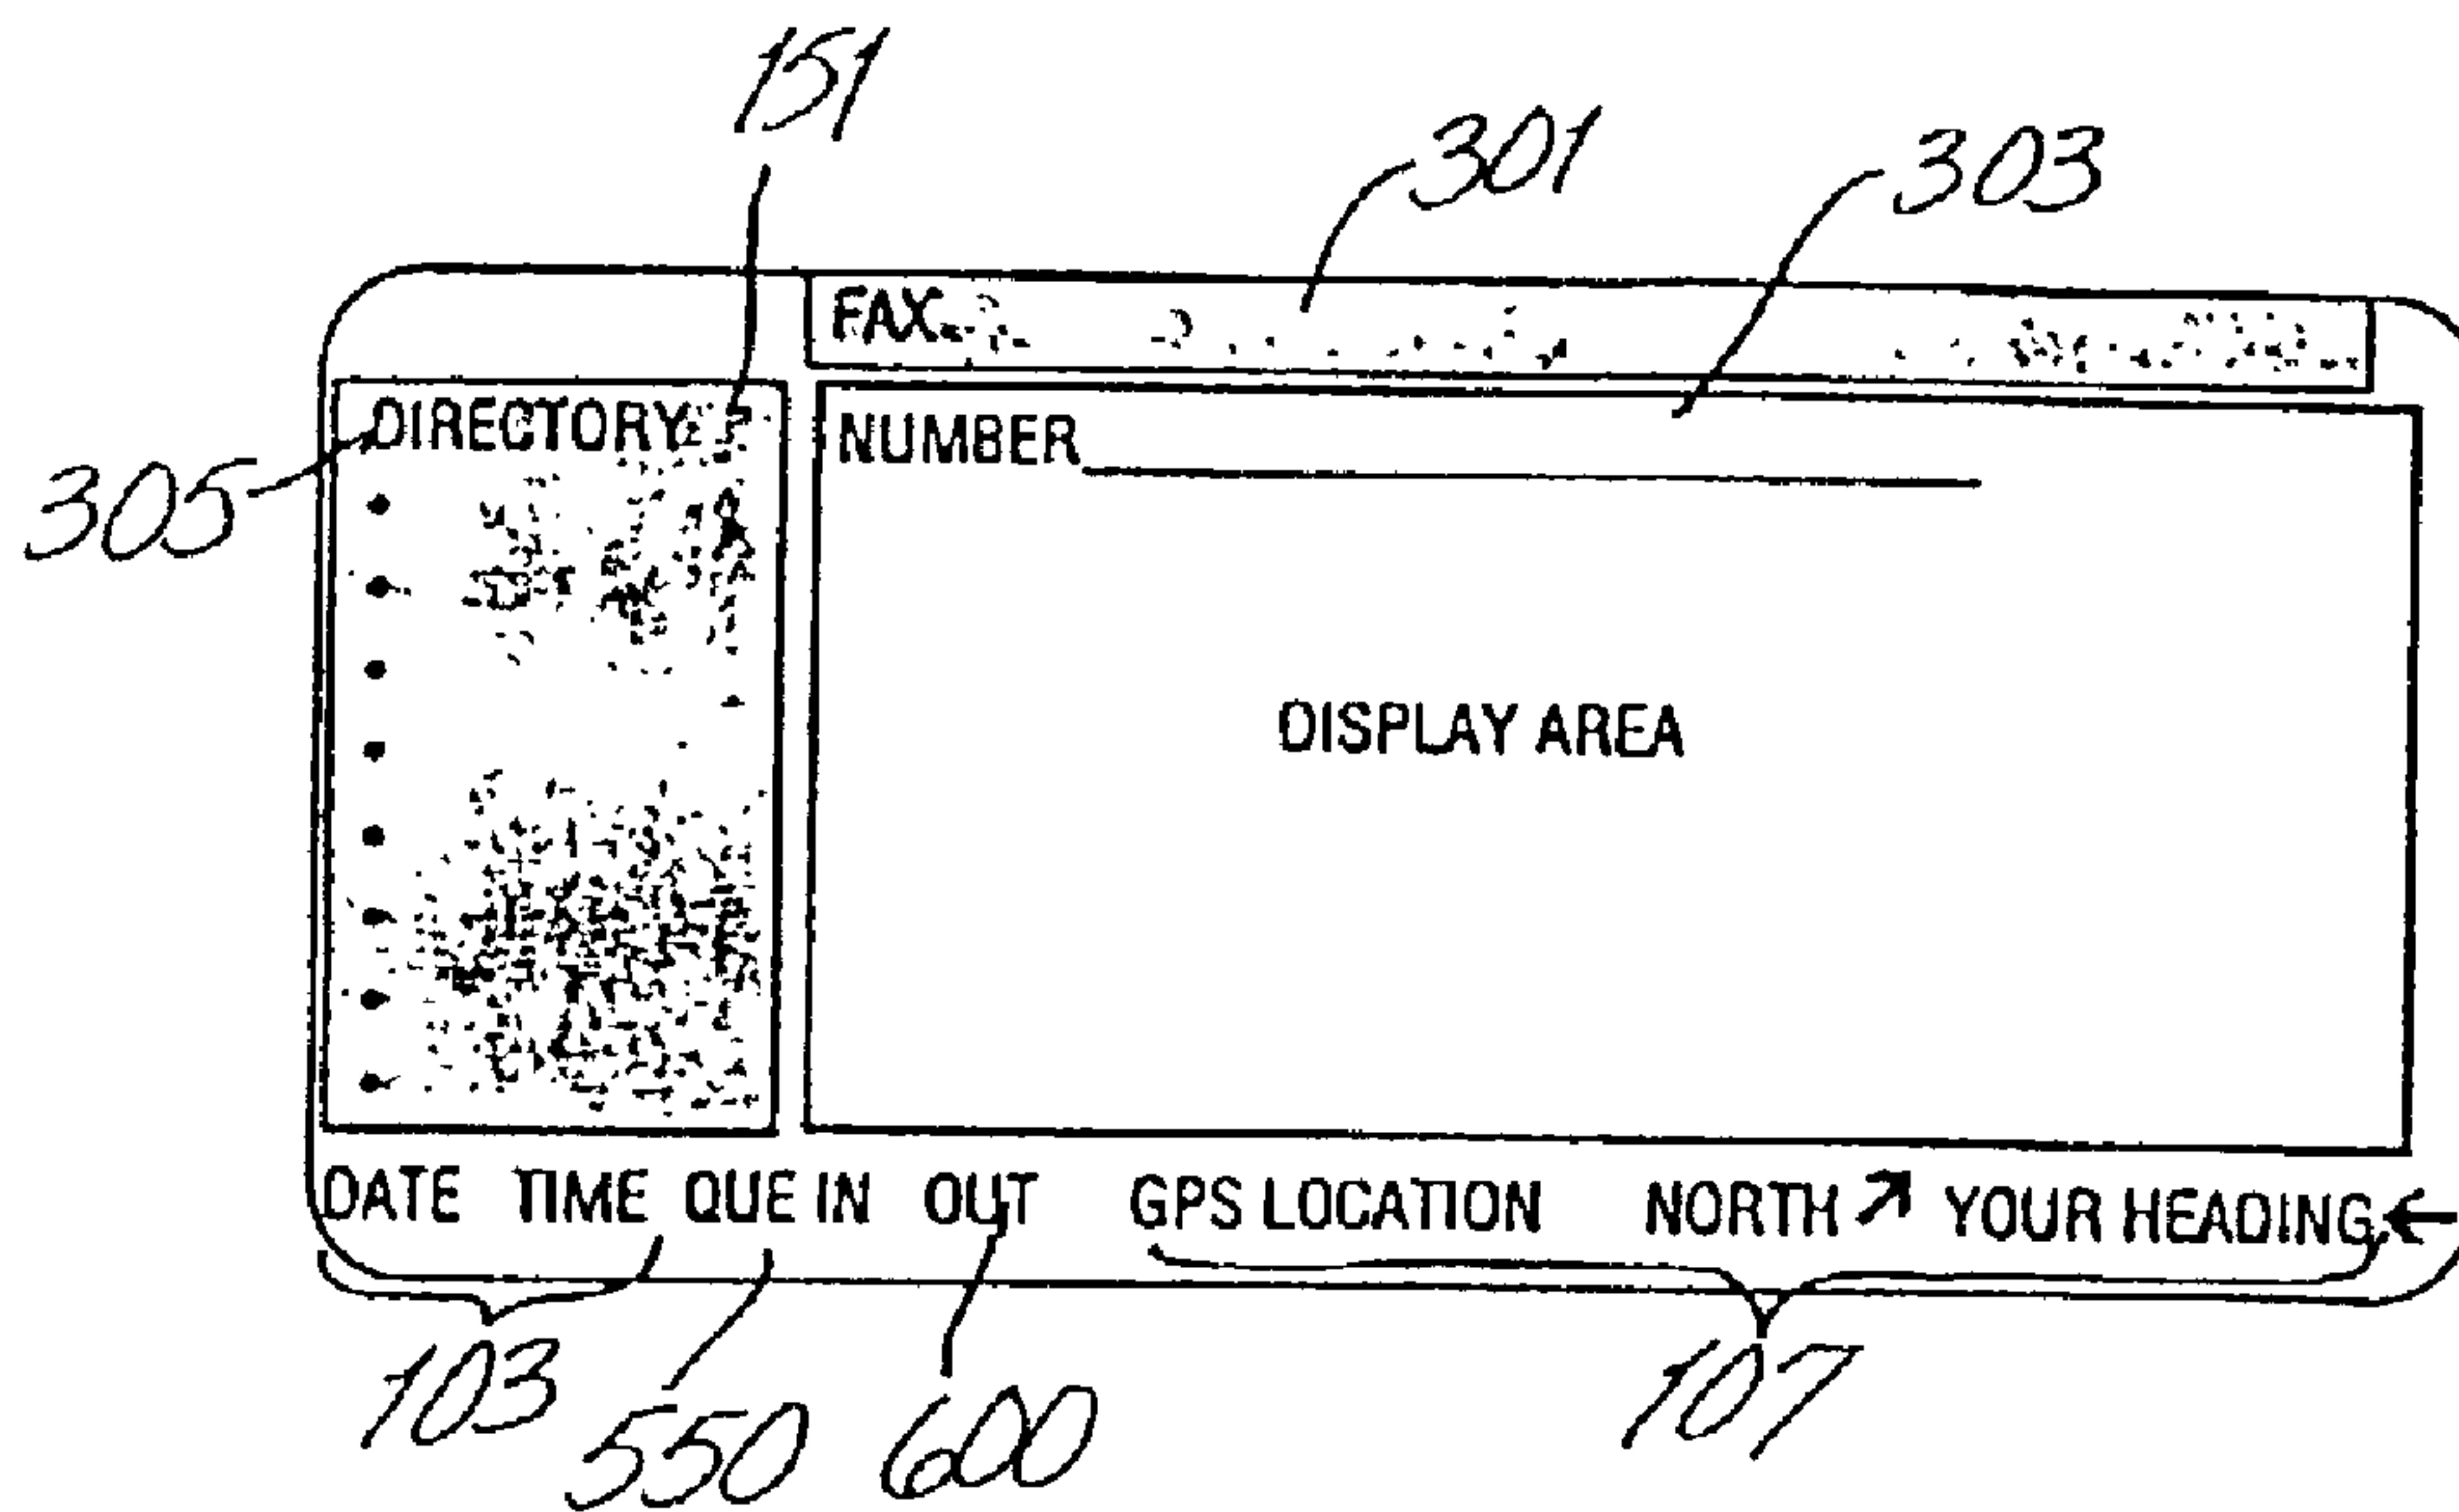 151
301
303
FAX
DIRECTORY
NUMBER
305
DISPLAY AREA
DATE TIME QUE IN OUT GPS LOCATION NORTH ↗ YOUR HEADING ←
103
550
600
107